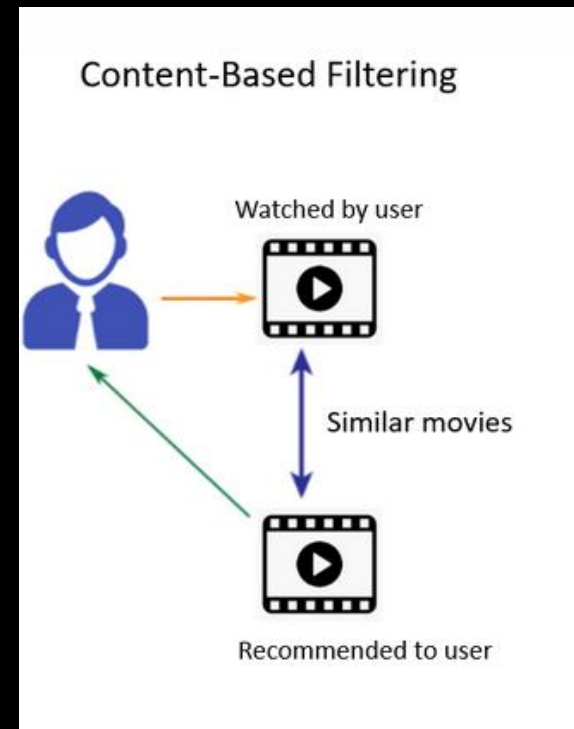 Content-Based Filtering
Watched by user
Similar movies
Recommended to user